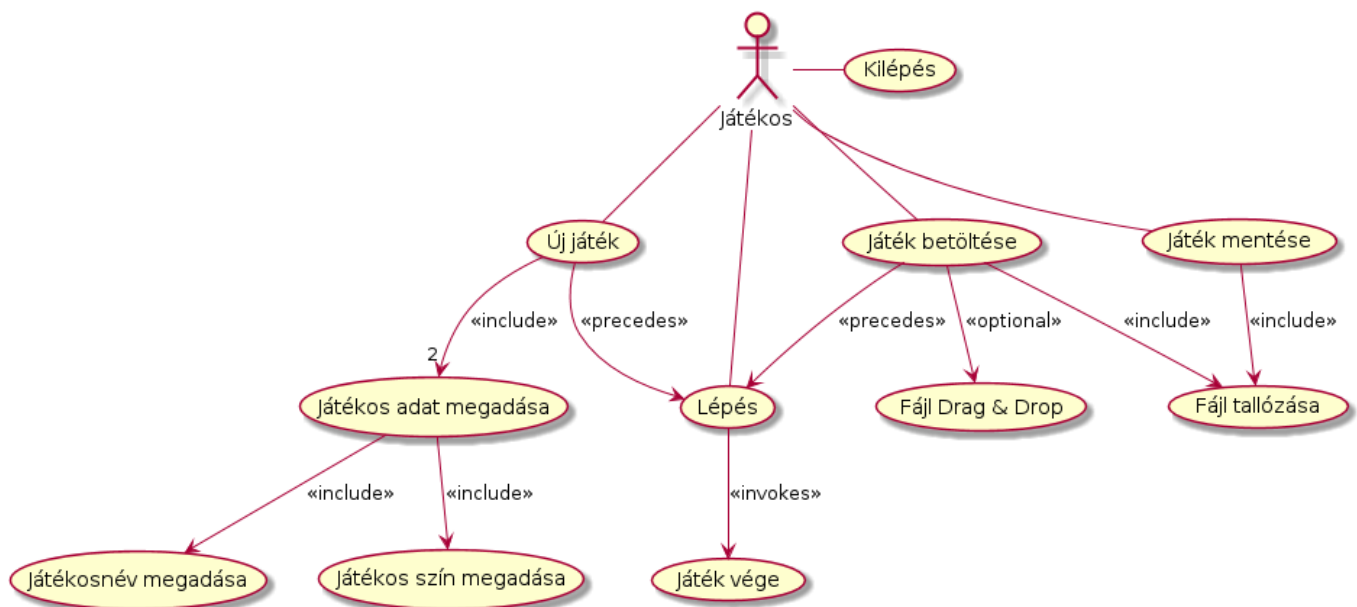 Kilépés
Játékos
Új játék
Játék betöltése
Játék mentése
«include»
«precedes»
«precedes»
«optional»
«include»
«include»
2
Játékos adat megadása
Lépés
Fájl Drag & Drop
Fájl tallózása
«include»
«include»
«invokes»
Játékosnév megadása
Játékos szín megadása
Játék vége